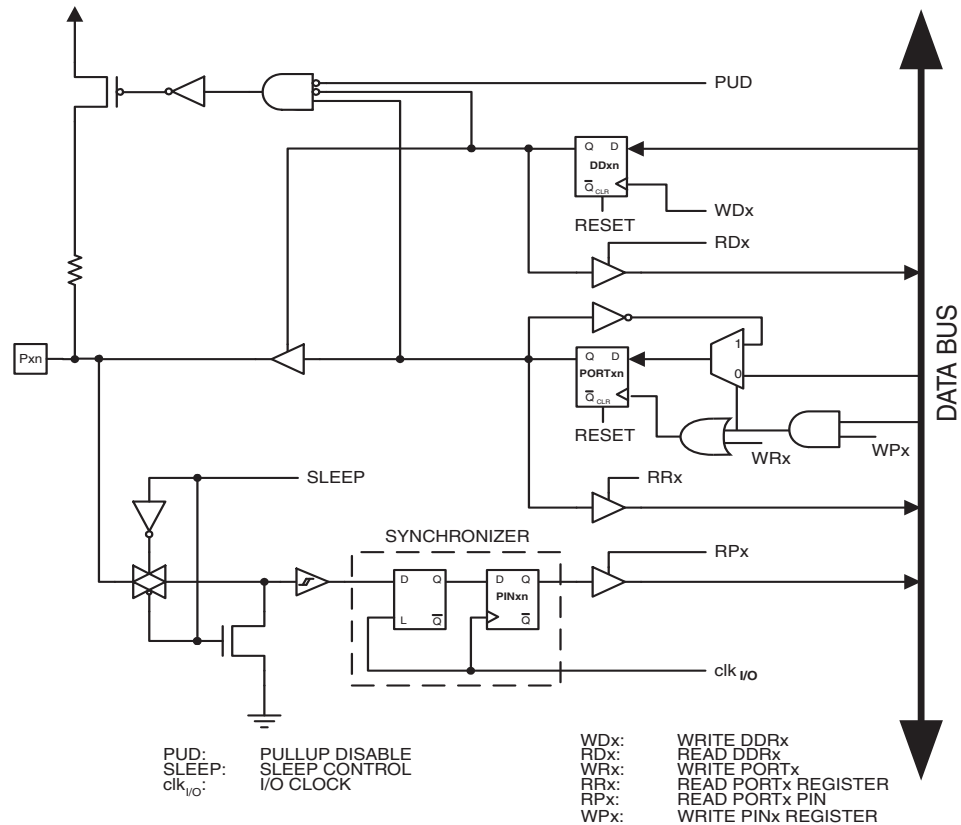 PUD
Q D
DDxn
Q CLR
WDx
RESET
RDx
1
Pxn
Q D
0
PORTxn
Q CLR
RESET
WRx
WPx
DATA BUS
SLEEP
RRx
SYNCHRONIZER
RPx
D Q
D Q
PINxn
L Q
Q
clk I/O
PUD: PULLUP DISABLE
SLEEP: SLEEP CONTROL
clkI/O: I/O CLOCK
WDx: WRITE DDRx
RDx: READ DDRx
WRx: WRITE PORTx
RRx: READ PORTx REGISTER
RPx: READ PORTx PIN
WPx: WRITE PINx REGISTER